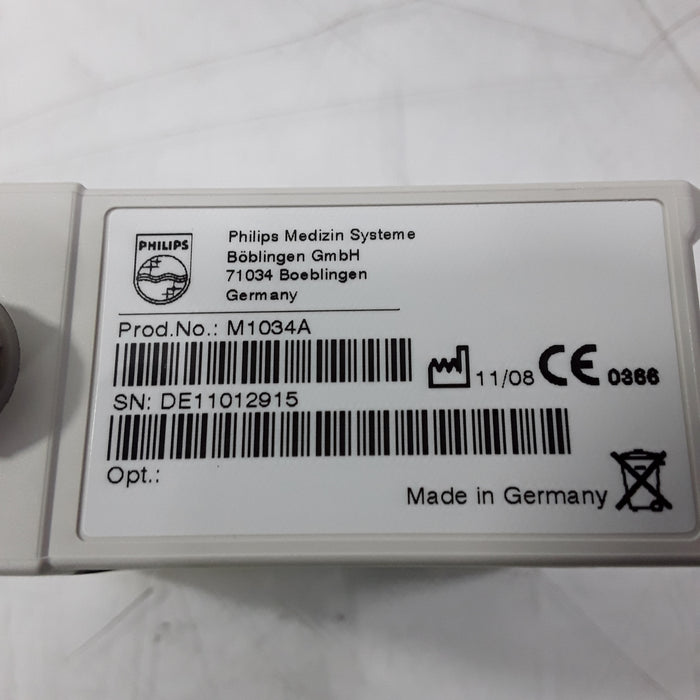 PHILIPS
Philips Medizin Systeme
Böblingen GmbH
71034 Boeblingen
Germany
Prod.No.: M1034A
11/08 CE 0366
SN: DE11012915
Opt.:
Made in Germany